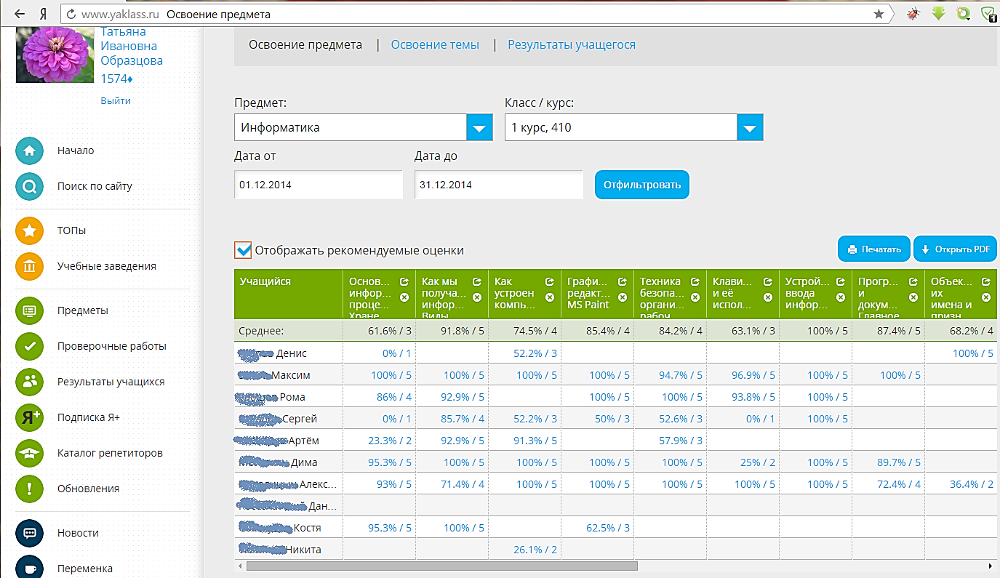 Я www.yaklass.ru Освоение предмета
1
Татьяна
Ивановна
Образцова
1574♦
Выйти
Начало
Поиск по сайту
ТОПы
Учебные заведения
Предметы
Проверочные работы
Результаты учащихся
Я+ Подписка Я+
Каталог репетиторов
Обновления
Новости
Переменка
Освоение предмета | Освоение темы | Результаты учащегося
Предмет: Класс / курс:
Информатика 1 курс, 410
Дата от Дата до
01.12.2014 31.12.2014 Отфильтровать
Отображать рекомендуемые оценки Печатать Открыть PDF
Учащийся Основ... Как мы Как Графи... Техника Клави... Устрой... Прогр... Объек...
инфор... получа... устроен редакт... безопа... и её ввода и их
проце... инфор... компь... MS Paint органи... испол... инфор... докум... имена и
Хране Виды рабоч Главное призн
Среднее: 61.6% / 3 91.8% / 5 74.5% / 4 85.4% / 4 84.2% / 4 63.1% / 3 100% / 5 87.4% / 5 68.2% / 4
Денис 0% / 1 52.2% / 3 100% / 5
Максим 100% / 5 100% / 5 100% / 5 100% / 5 94.7% / 5 96.9% / 5 100% / 5 100% / 5
Рома 86% / 4 92.9% / 5 100% / 5 100% / 5 93.8% / 5 100% / 5
Сергей 0% / 1 85.7% / 4 52.2% / 3 50% / 3 52.6% / 3 0% / 1 100% / 5
Артём 23.3% / 2 92.9% / 5 91.3% / 5 57.9% / 3
Дима 95.3% / 5 100% / 5 100% / 5 100% / 5 100% / 5 25% / 2 100% / 5 89.7% / 5
Алекс... 93% / 5 71.4% / 4 100% / 5 100% / 5 100% / 5 100% / 5 100% / 5 72.4% / 4 36.4% / 2
Дан...
Костя 95.3% / 5 100% / 5 62.5% / 3
Никита 26.1% / 2